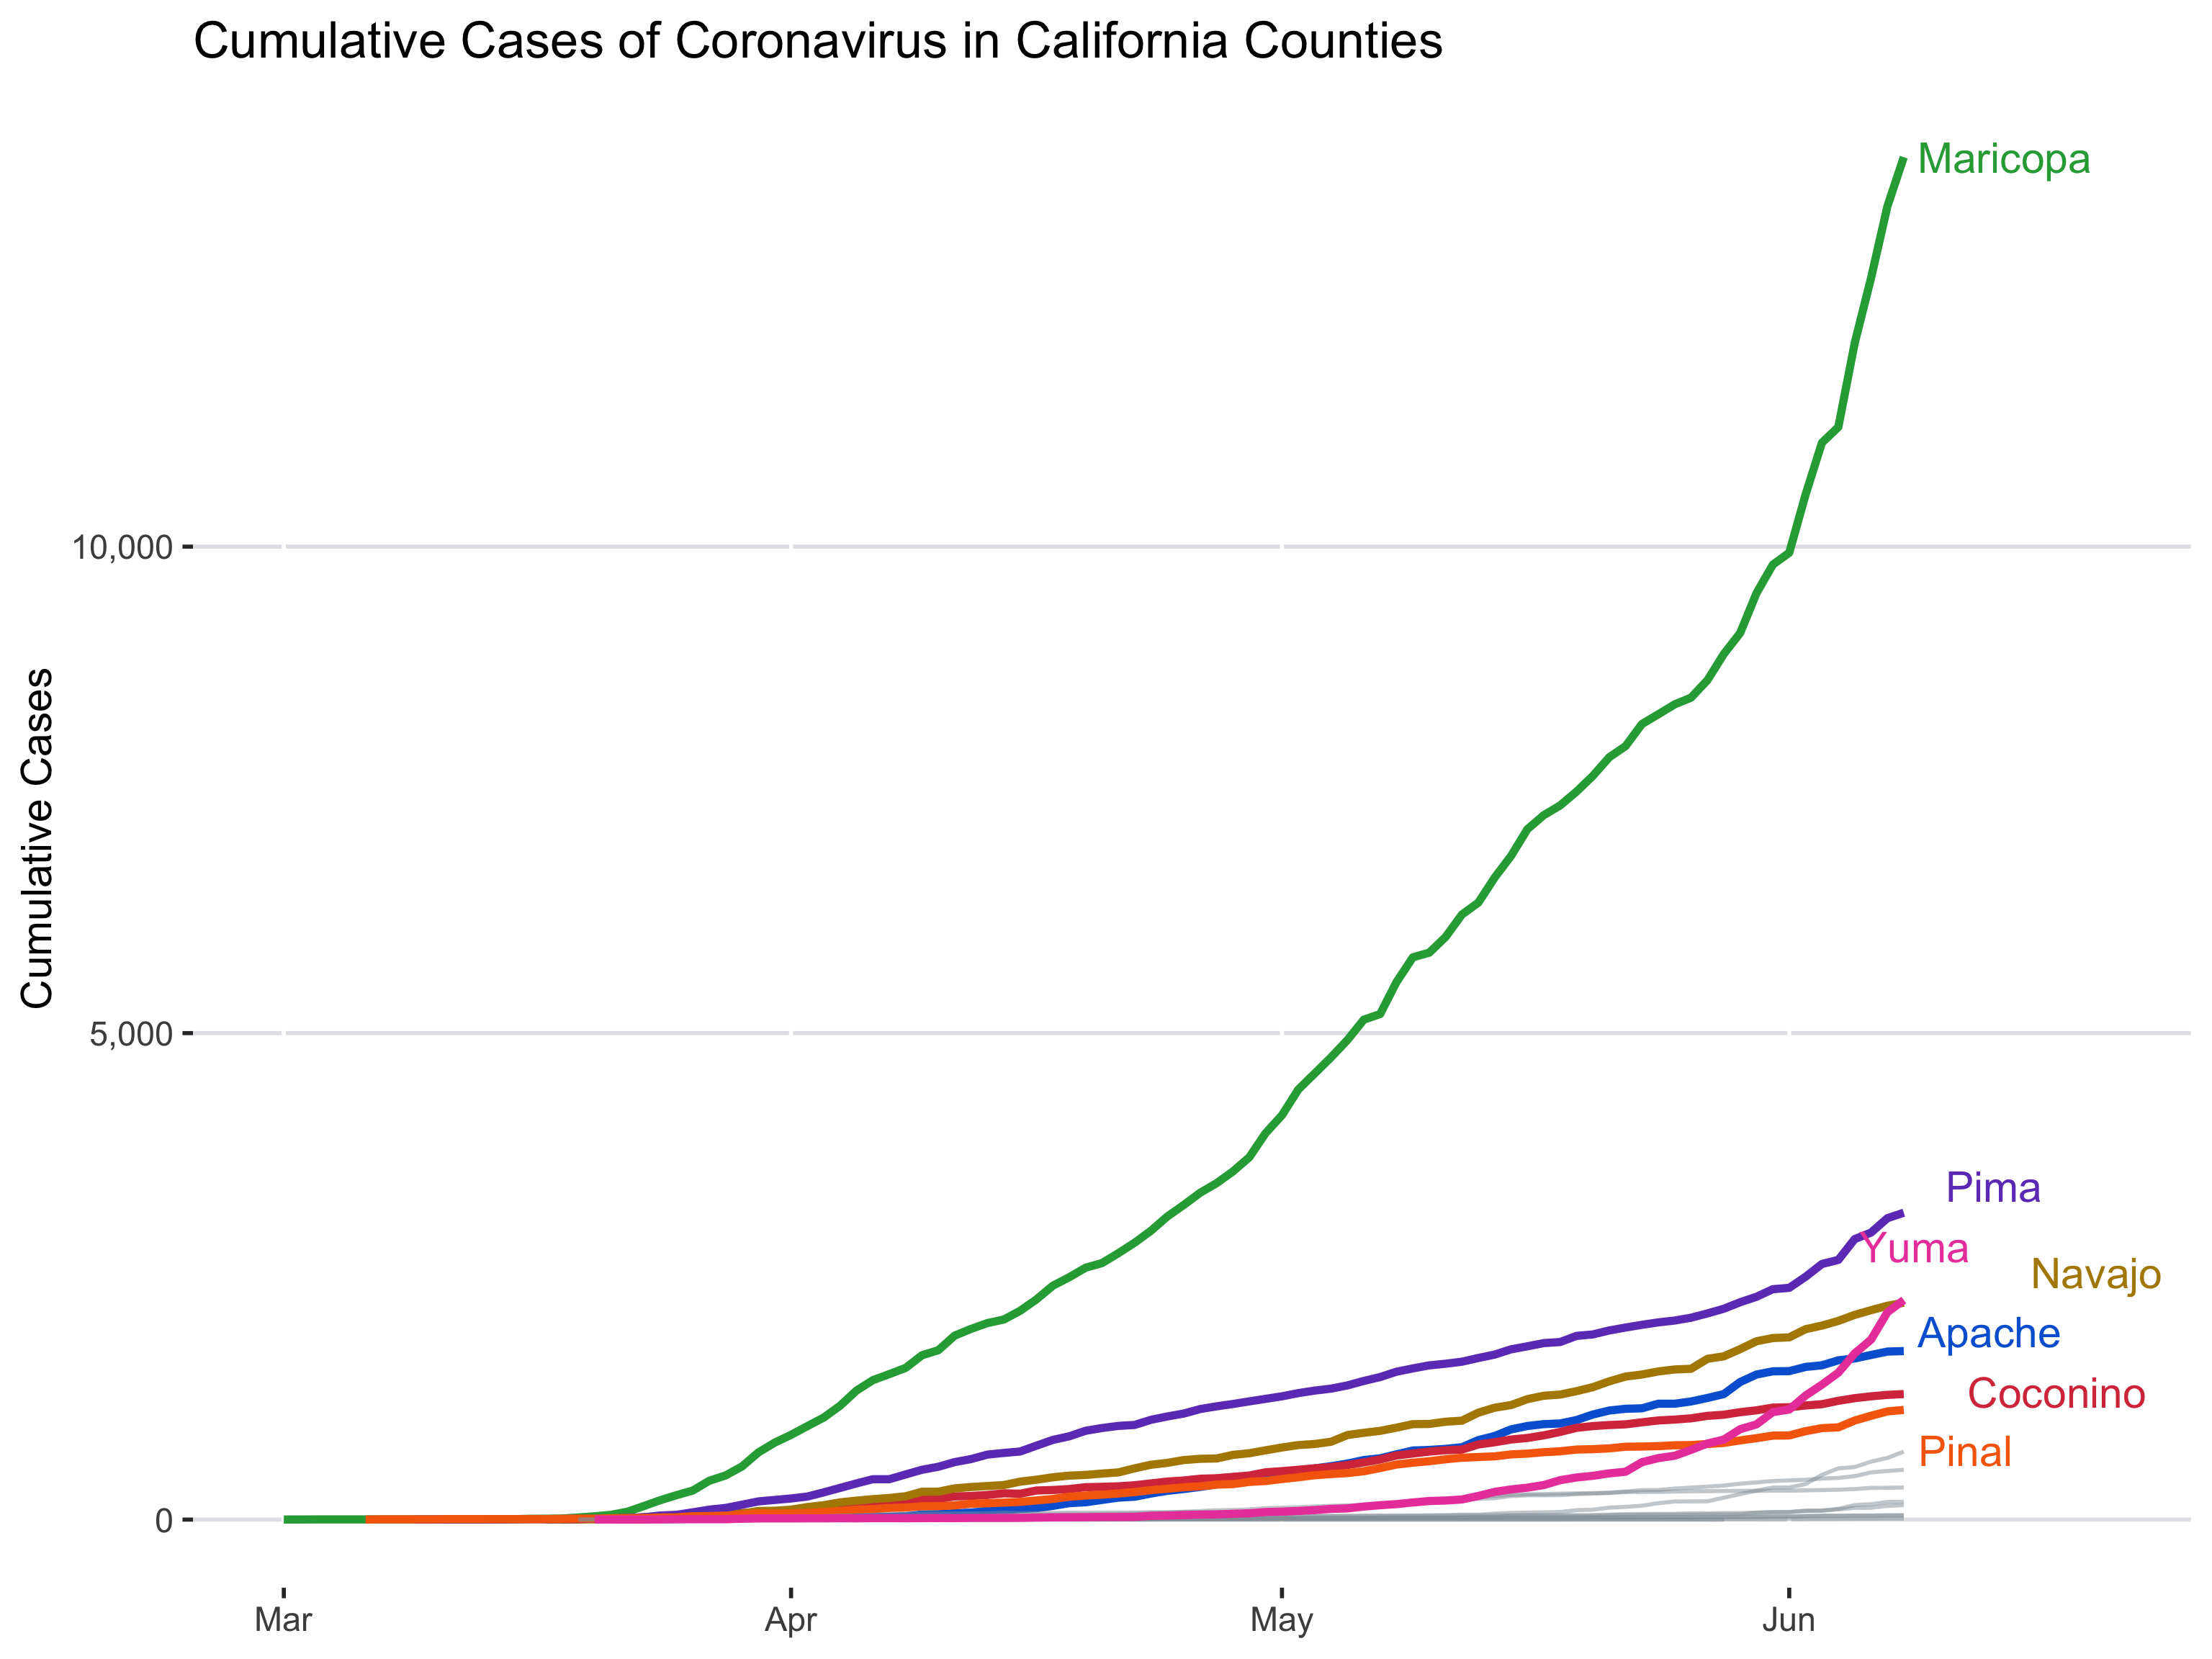 Cumulative Cases of Coronavirus in California Counties
Maricopa
10,000
Cumulative Cases
5,000
Pima
Yuma
Navajo
Apache
Coconino
Pinal
0
Mar
Apr
May
Jun